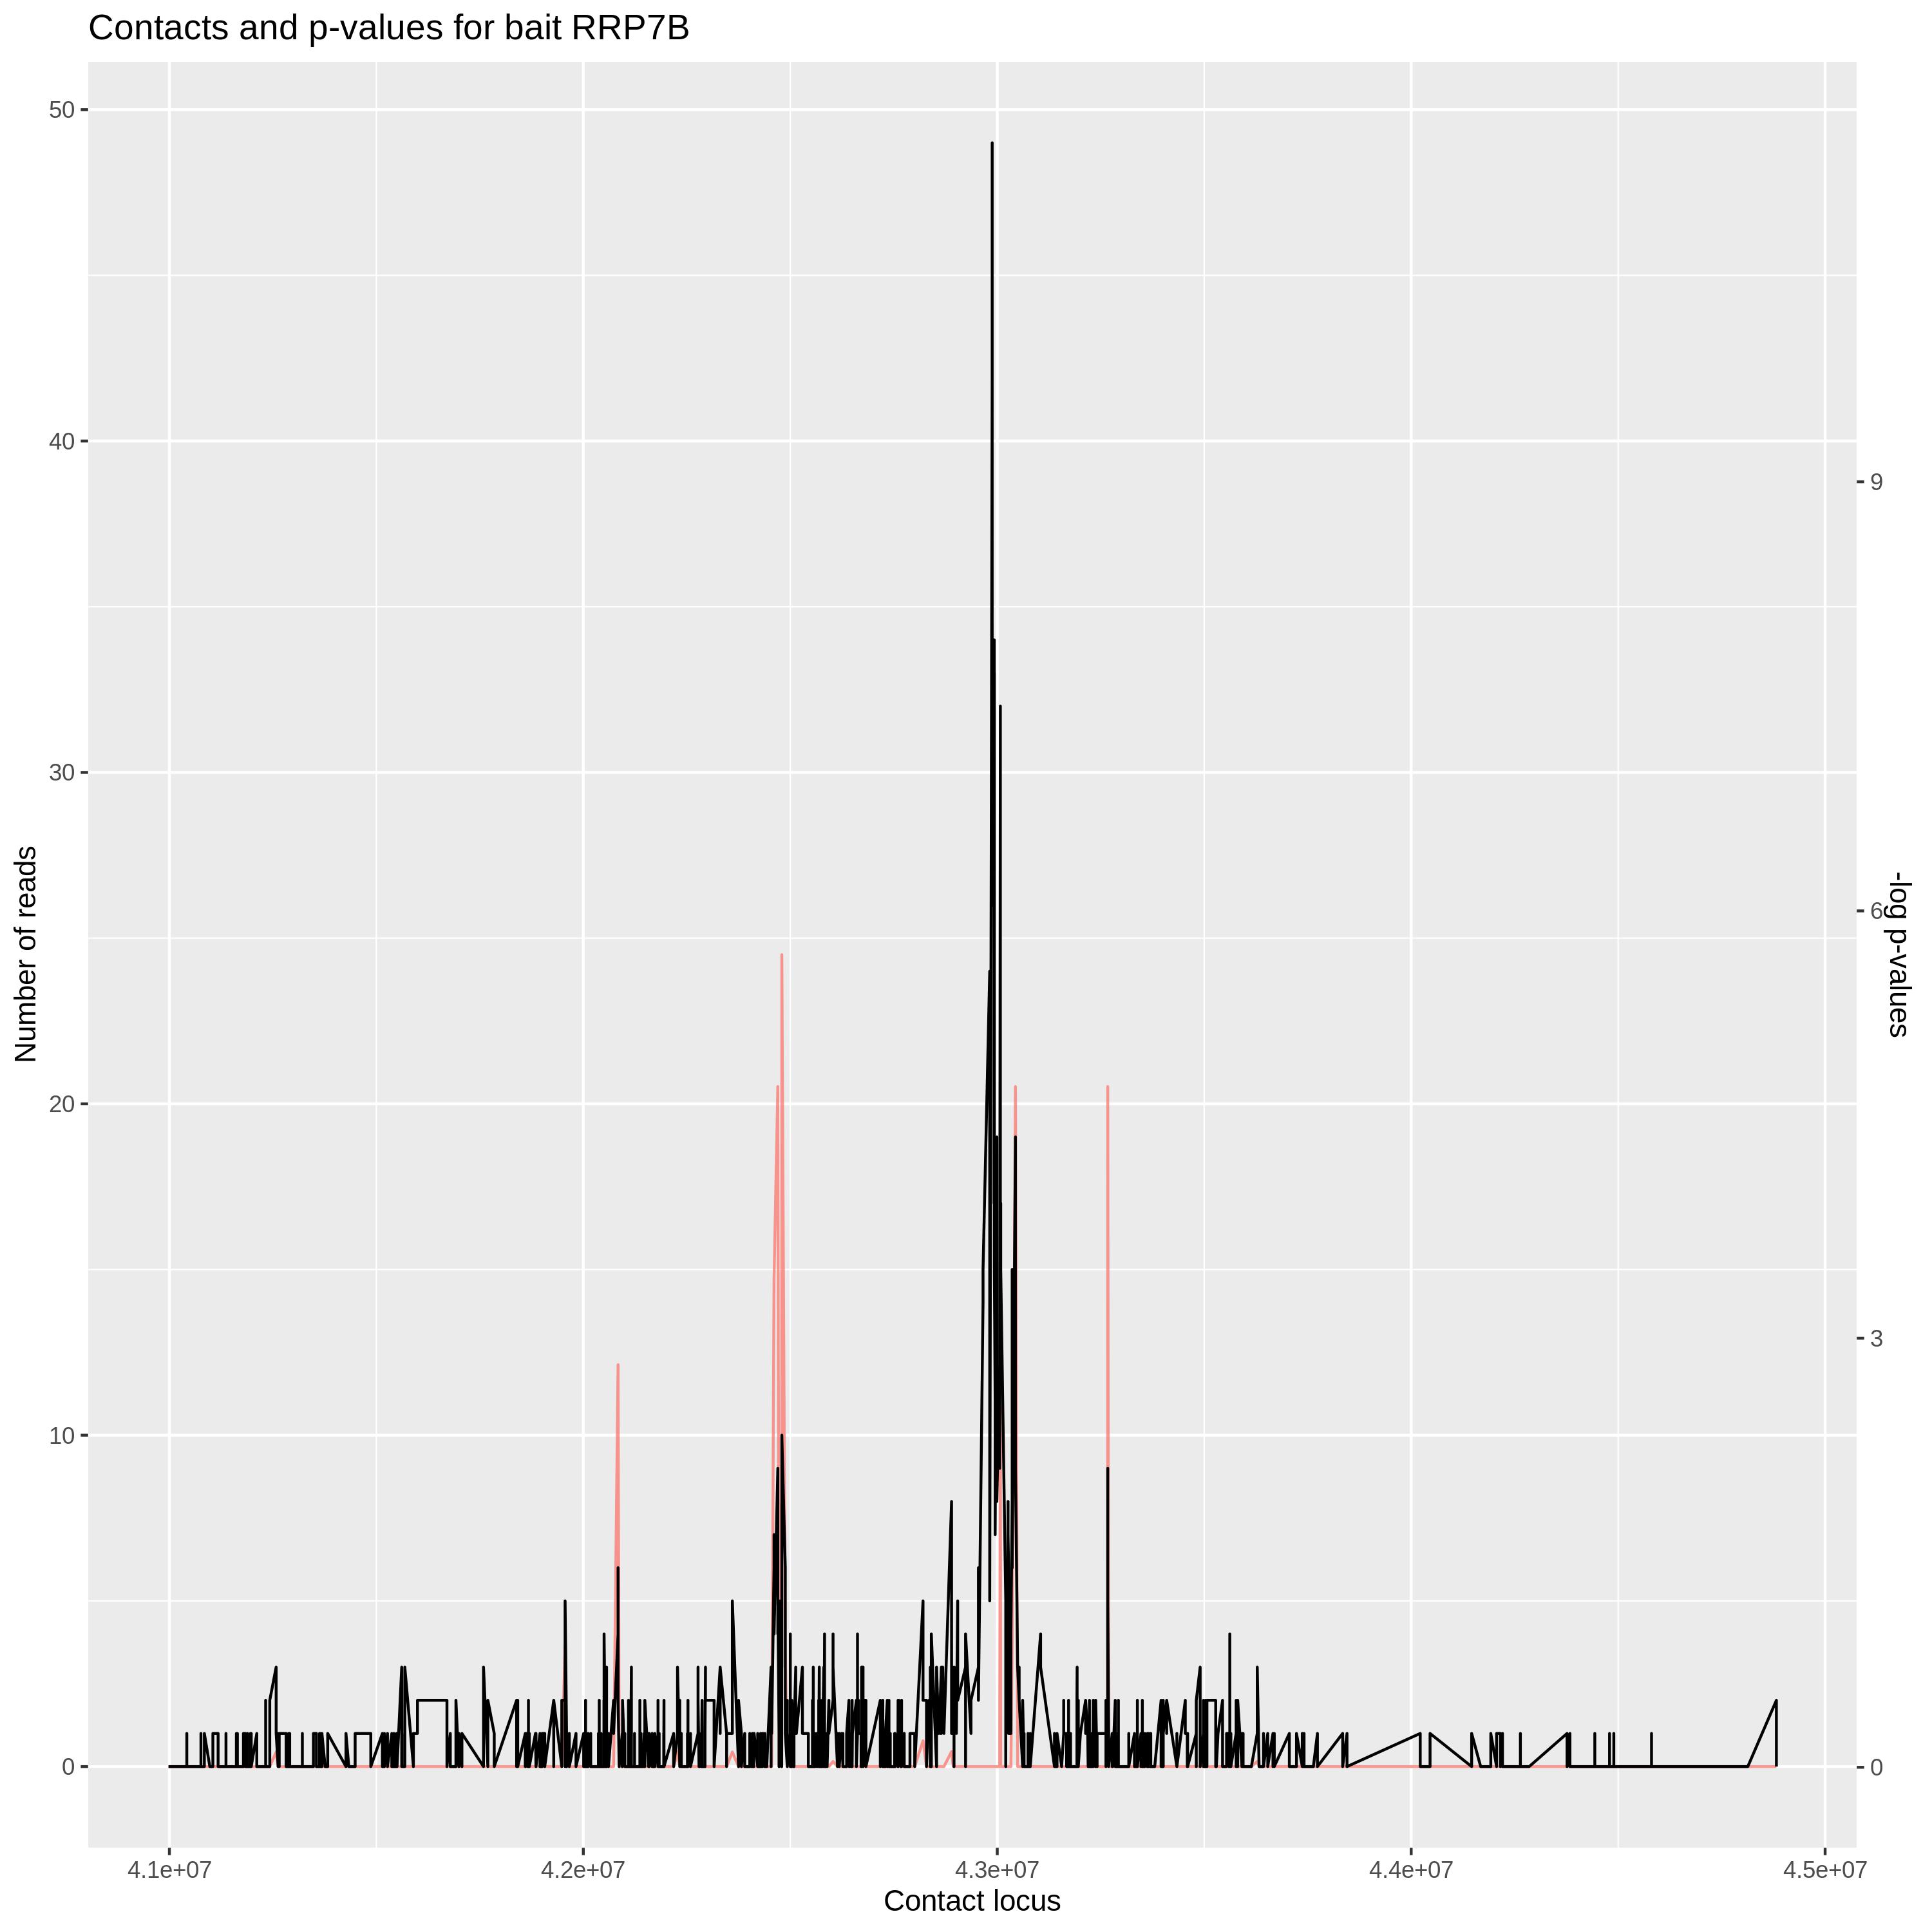 Contacts and p-values for bait RRP7B
50
40
30
20
10
0
Number of reads
9
6
3
0
-log p-values
4.1e+07 4.2e+07 4.3e+07 4.4e+07 4.5e+07
Contact locus